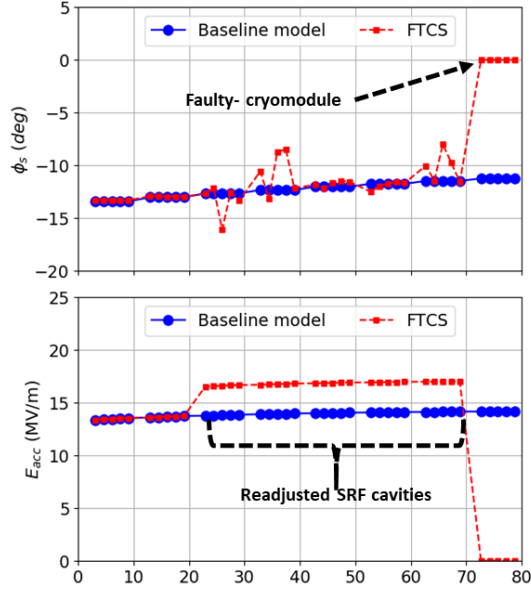 5
0
−5
−10
−15
−20
ϕs (deg)
Baseline model
FTCS
Faulty- cryomodule
25
20
15
10
5
0
Eacc (MV/m)
Baseline model
FTCS
Readjusted SRF cavities
0 10 20 30 40 50 60 70 80